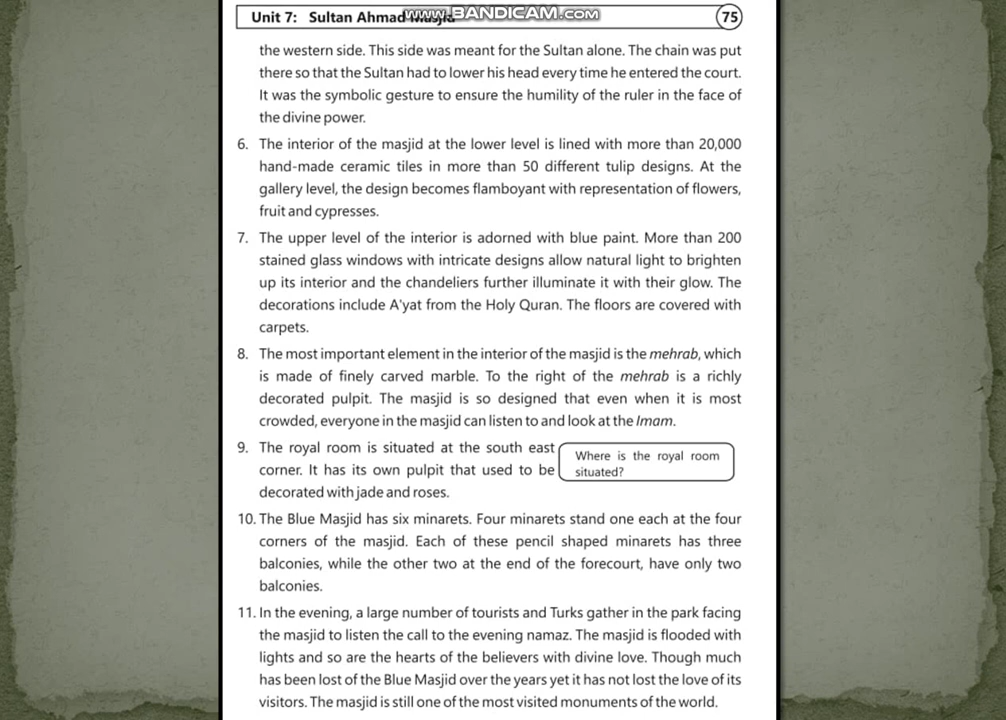 www.BANDICAM.com
Unit 7: Sultan Ahmad Masjid
75
the western side. This side was meant for the Sultan alone. The chain was put
there so that the Sultan had to lower his head every time he entered the court.
It was the symbolic gesture to ensure the humility of the ruler in the face of
the divine power.
6. The interior of the masjid at the lower level is lined with more than 20,000
hand-made ceramic tiles in more than 50 different tulip designs. At the
gallery level, the design becomes flamboyant with representation of flowers,
fruit and cypresses.
7. The upper level of the interior is adorned with blue paint. More than 200
stained glass windows with intricate designs allow natural light to brighten
up its interior and the chandeliers further illuminate it with their glow. The
decorations include A'yat from the Holy Quran. The floors are covered with
carpets.
8. The most important element in the interior of the masjid is the mehrab, which
is made of finely carved marble. To the right of the mehrab is a richly
decorated pulpit. The masjid is so designed that even when it is most
crowded, everyone in the masjid can listen to and look at the Imam.
9. The royal room is situated at the south east
corner. It has its own pulpit that used to be
decorated with jade and roses.
Where is the royal room
situated?
10. The Blue Masjid has six minarets. Four minarets stand one each at the four
corners of the masjid. Each of these pencil shaped minarets has three
balconies, while the other two at the end of the forecourt, have only two
balconies.
11. In the evening, a large number of tourists and Turks gather in the park facing
the masjid to listen the call to the evening namaz. The masjid is flooded with
lights and so are the hearts of the believers with divine love. Though much
has been lost of the Blue Masjid over the years yet it has not lost the love of its
visitors. The masjid is still one of the most visited monuments of the world.